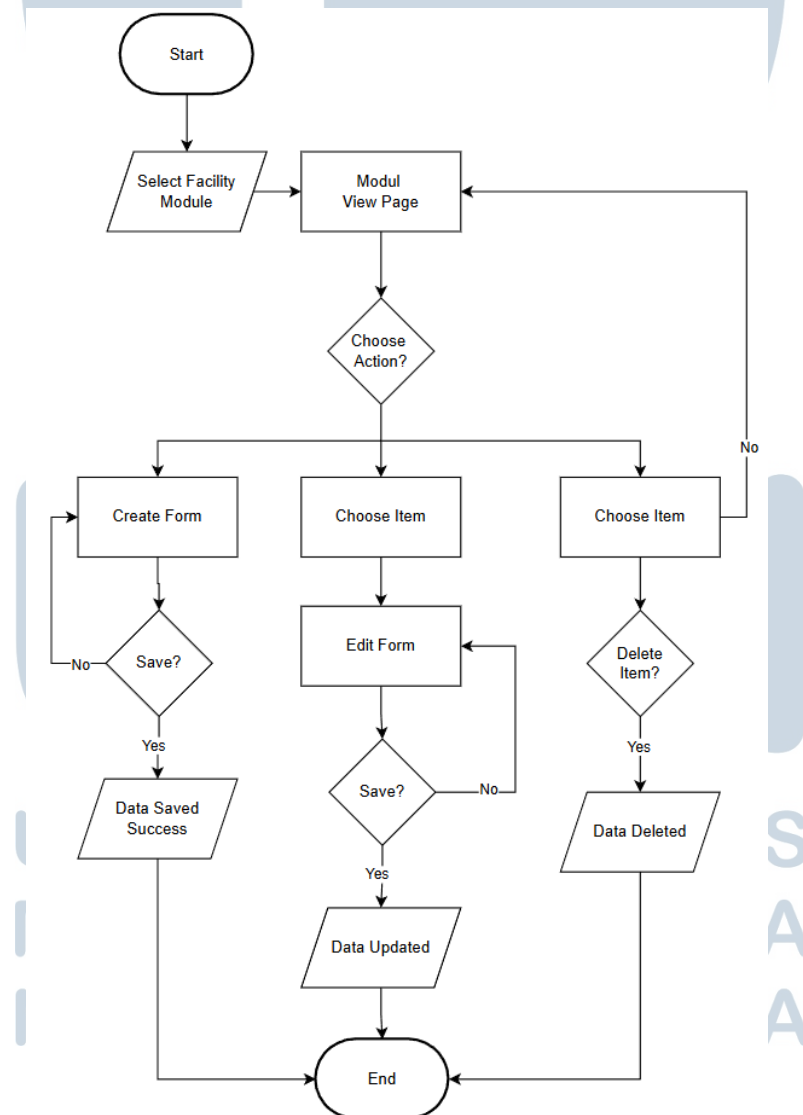 Start
Select Facility
Module
Modul
View Page
Choose
Action?
No
Create Form
Choose Item
Choose Item
Edit Form
Save?
No
Delete
Item?
Yes
Yes
Save?
No
Data Saved
Success
Data Deleted
Yes
Data Updated
End